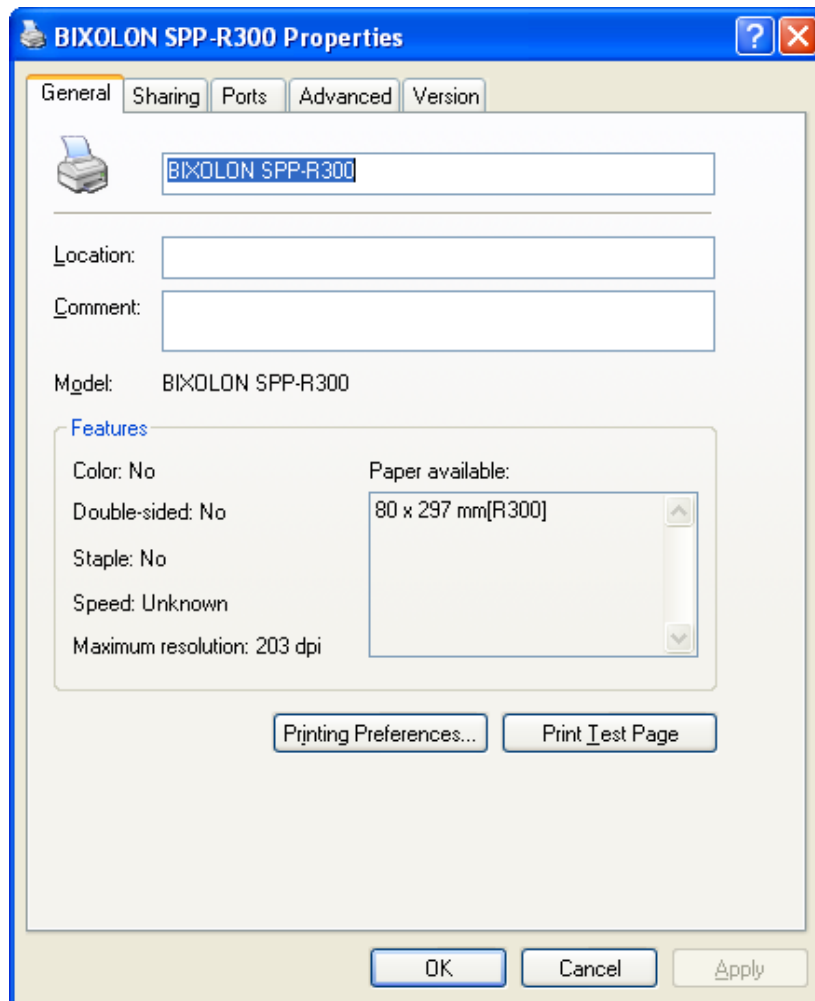 BIXOLON SPP-R300 Properties
General Sharing Ports Advanced Version
BIXOLON SPP-R300
Location:
Comment:
Model: BIXOLON SPP-R300
Features
Color: No Paper available:
Double-sided: No 80 x 297 mm[R300]
Staple: No
Speed: Unknown
Maximum resolution: 203 dpi
Printing Preferences... Print Test Page
OK Cancel Apply